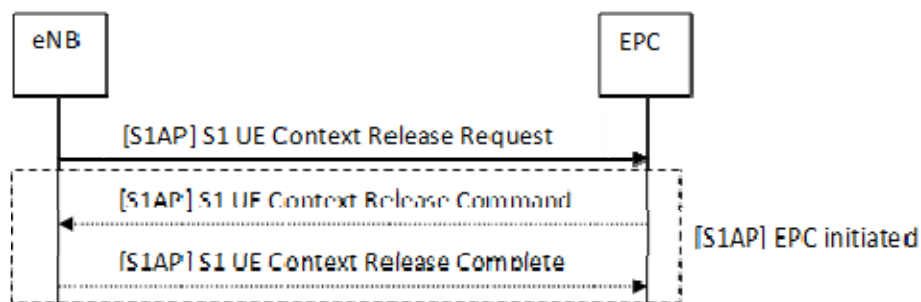 eNB
EPC
[S1AP] S1 UE Context Release Request
[S1AP] S1 UE Context Release Command
[S1AP] EPC initiated
[S1AP] S1 UE Context Release Complete